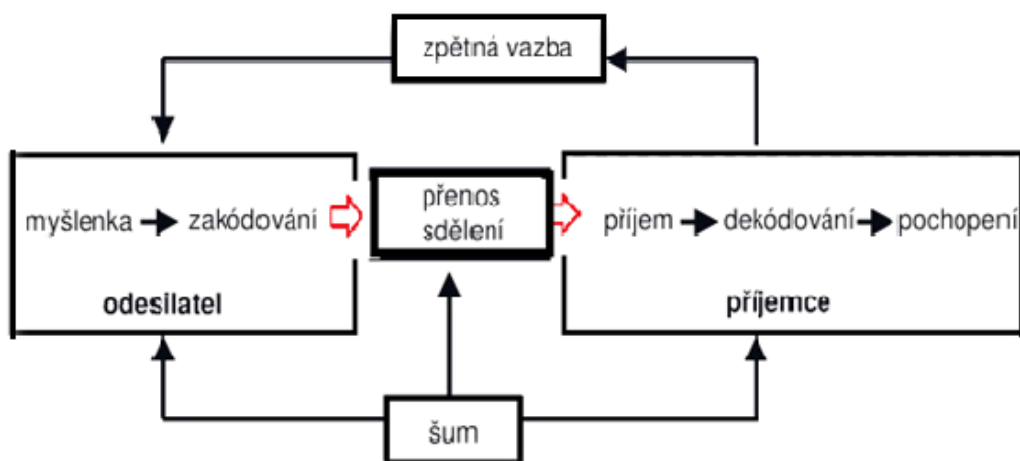 zpětná vazba
myšlenka
zakódování
přenos
sdělení
příjem
dekódování
pochopení
odesilatel
příjemce
šum